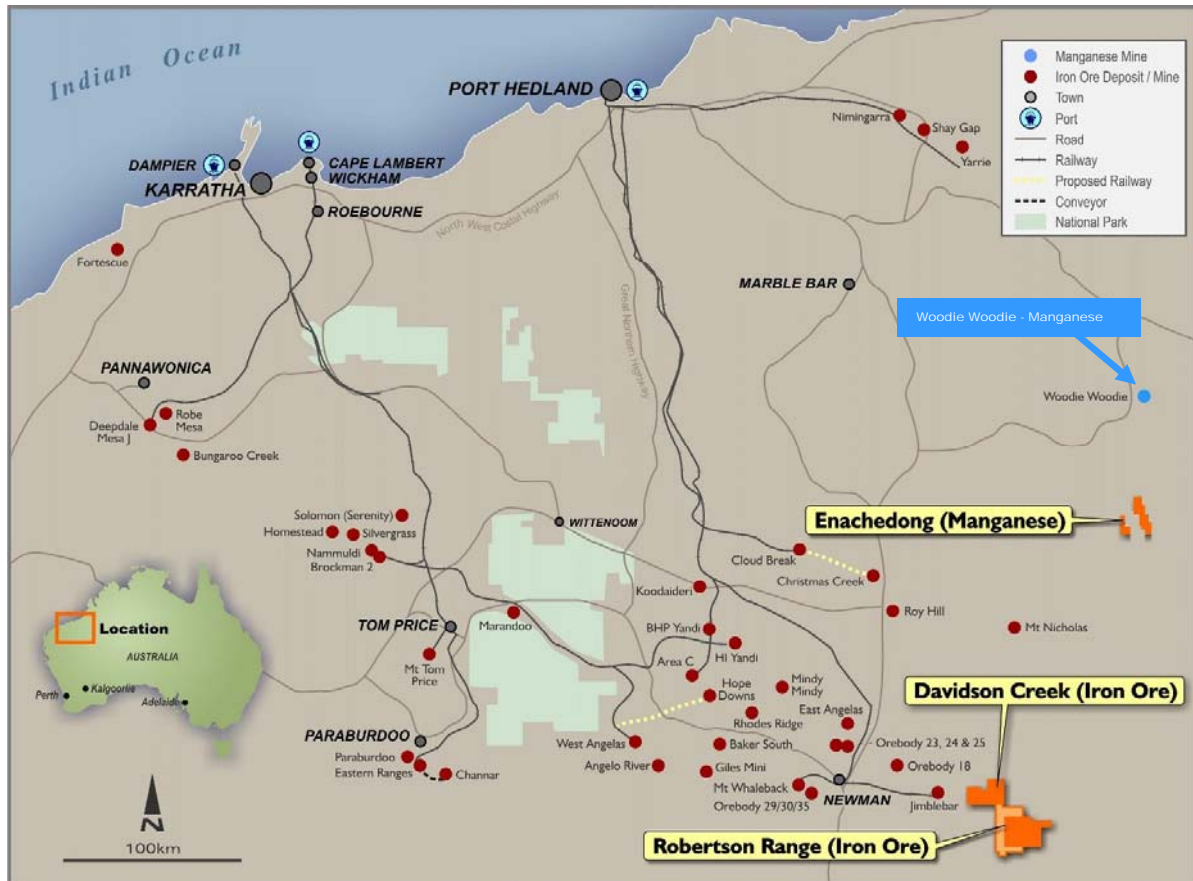 Indian Ocean
PORT HEDLAND
Manganese Mine
Iron Ore Deposit / Mine
Town
Port
Road
Railway
Proposed Railway
Conveyor
National Park
Nimingarra
Shay Gap
Yarrie
DAMPIER
CAPE LAMBERT
WICKHAM
KARRATHA
ROEBOURNE
North West Costal Highway
Fortescue
Great Northern Highway
MARBLE BAR
Woodie Woodie - Manganese
Woodie Woodie
PANNAWONICA
Robe
Mesa
Deepdale
Mesa J
Bungaroo Creek
Solomon (Serenity)
Homestead
Silvergrass
Nammuldi
Brockman 2
WITTENOOM
Enachedong (Manganese)
Cloud Break
Christmas Creek
Koodaideri
Roy Hill
Mt Nicholas
Marandoo
TOM PRICE
BHP Yandi
HI Yandi
Mt Tom
Price
Area C
Hope
Downs
Mindy
Mindy
Davidson Creek (Iron Ore)
Rhodes Ridge
East Angelas
PARABURDOO
West Angelas
Baker South
Orebody 23, 24 & 25
Paraburdoo
Eastern Ranges
Channar
Angelo River
Giles Mini
Orebody 18
Mt Whaleback
NEWMAN
Jimblebar
Orebody 29/30/35
Robertson Range (Iron Ore)
Location
AUSTRALIA
Perth
Kalgoorlie
Adelaide
N
100km